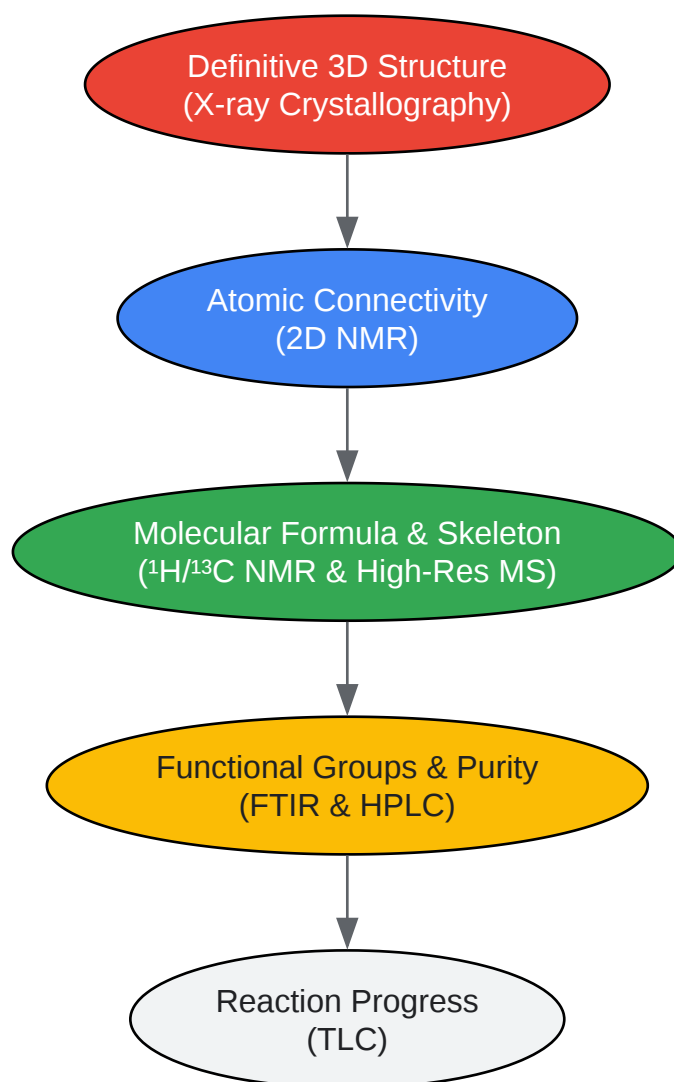 Definitive 3D Structure
(X-ray Crystallography)
Atomic Connectivity
(2D NMR)
Molecular Formula & Skeleton
(¹H/¹³C NMR & High-Res MS)
Functional Groups & Purity
(FTIR & HPLC)
Reaction Progress
(TLC)